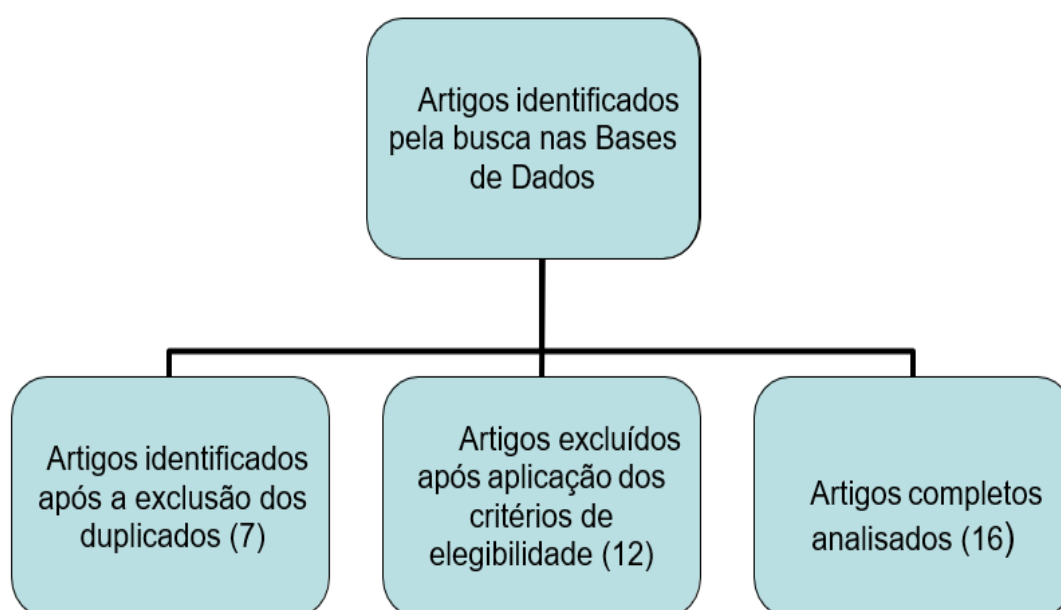 Artigos identificados
pela busca nas Bases
de Dados
Artigos identificados
após a exclusão dos
duplicados (7)
Artigos excluídos
após aplicação dos
critérios de
elegibilidade (12)
Artigos completos
analisados (16)